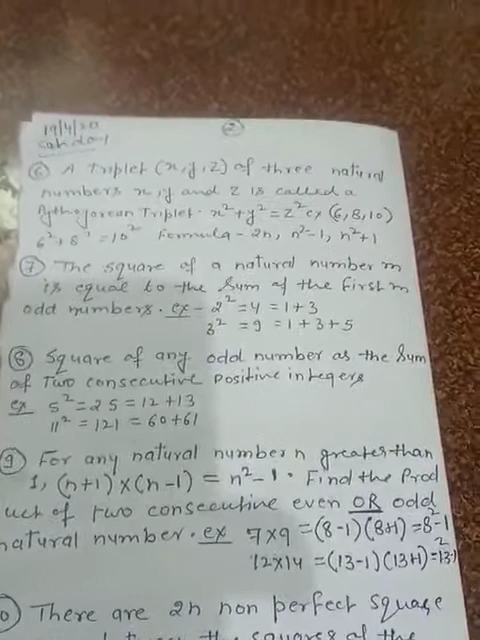 19/4/20
②
⑥ A triplet (x,y,z) of three natural
numbers x,y and z is called a
Pythagorean Triplet. x²+y²=z² ex (6,8,10)
6²+8²=10² Formula - 2n, n²-1, n²+1
⑦ The square of a natural number m
is equal to the sum of the first m
odd numbers. ex - 2² = 4 = 1+3
3² = 9 = 1+3+5
⑧ Square of any odd number as the sum
of Two consecutive positive integers
ex 5² = 25 = 12+13
11² = 121 = 60+61
⑨ For any natural number n greater than
1, (n+1)×(n-1) = n²-1. Find the Prod
uct of two consecutive even OR odd
natural number. ex 7×9 = (8-1)(8+1)=8²-1
12×14 = (13-1)(13+1)=13²-1
There are 2n non perfect square
the squares of the